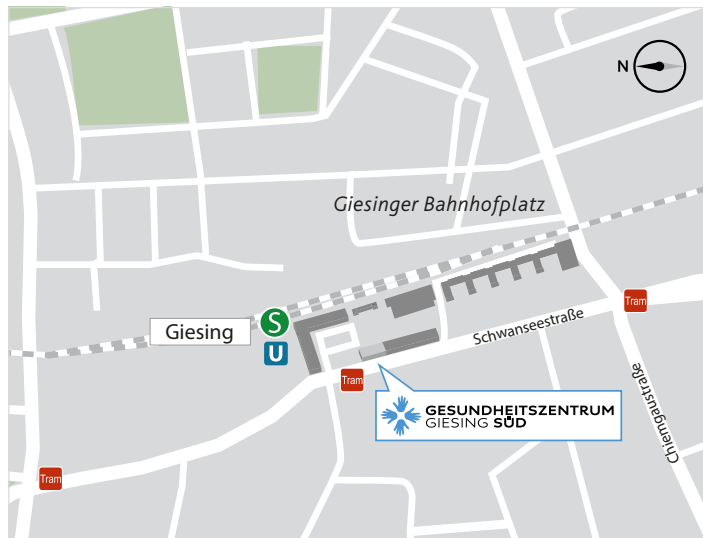 N
Giesinger Bahnhofplatz
S
Giesing
U
Tram
Schwanseestraße
Tram
GESUNDHEITSZENTRUM
GIESING SÜD
Chiemgaustraße
Tram